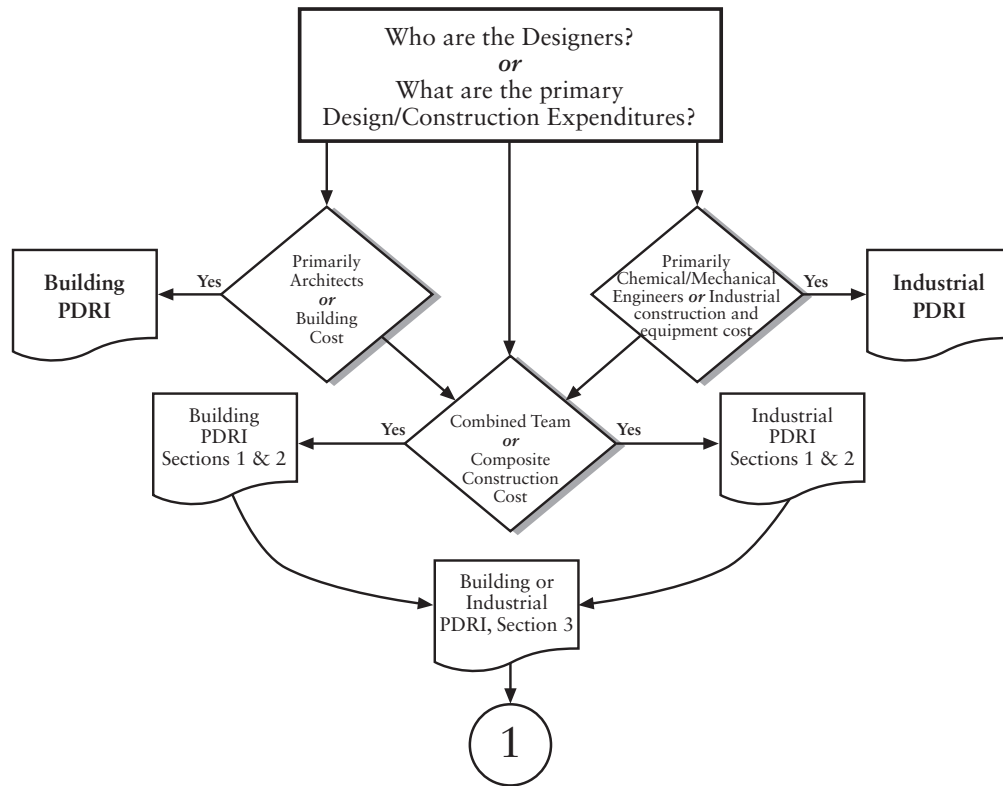 Who are the Designers?
or
What are the primary
Design/Construction Expenditures?
Building
PDRI
Yes
Primarily
Architects
or
Building
Cost
Primarily
Chemical/Mechanical
Engineers or Industrial
construction and
equipment cost
Yes
Industrial
PDRI
Building
PDRI
Sections 1 & 2
Yes
Combined Team
or
Composite
Construction
Cost
Yes
Industrial
PDRI
Sections 1 & 2
Building or
Industrial
PDRI, Section 3
1